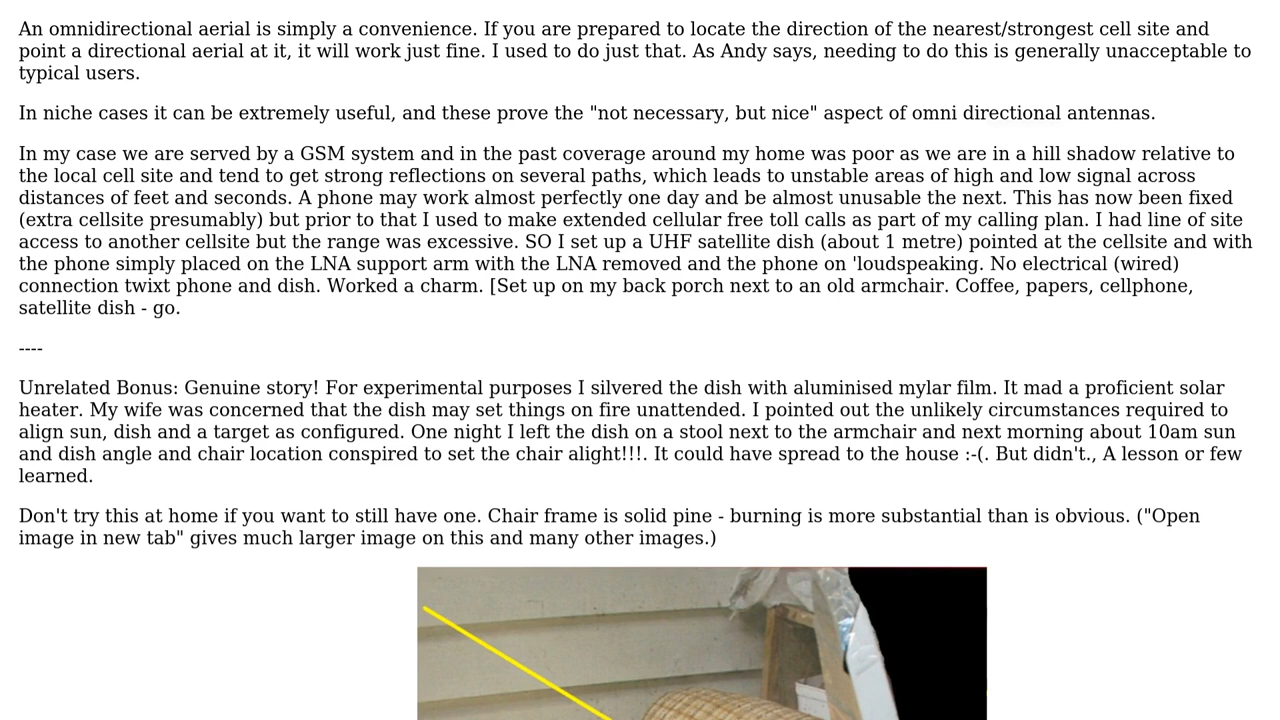 An omnidirectional aerial is simply a convenience. If you are prepared to locate the direction of the nearest/strongest cell site and
point a directional aerial at it, it will work just fine. I used to do just that. As Andy says, needing to do this is generally unacceptable to
typical users.
In niche cases it can be extremely useful, and these prove the "not necessary, but nice" aspect of omni directional antennas.
In my case we are served by a GSM system and in the past coverage around my home was poor as we are in a hill shadow relative to
the local cell site and tend to get strong reflections on several paths, which leads to unstable areas of high and low signal across
distances of feet and seconds. A phone may work almost perfectly one day and be almost unusable the next. This has now been fixed
(extra cellsite presumably) but prior to that I used to make extended cellular free toll calls as part of my calling plan. I had line of site
access to another cellsite but the range was excessive. SO I set up a UHF satellite dish (about 1 metre) pointed at the cellsite and with
the phone simply placed on the LNA support arm with the LNA removed and the phone on 'loudspeaking. No electrical (wired)
connection twixt phone and dish. Worked a charm. [Set up on my back porch next to an old armchair. Coffee, papers, cellphone,
satellite dish - go.
----
Unrelated Bonus: Genuine story! For experimental purposes I silvered the dish with aluminised mylar film. It mad a proficient solar
heater. My wife was concerned that the dish may set things on fire unattended. I pointed out the unlikely circumstances required to
align sun, dish and a target as configured. One night I left the dish on a stool next to the armchair and next morning about 10am sun
and dish angle and chair location conspired to set the chair alight!!!. It could have spread to the house :-(. But didn't., A lesson or few
learned.
Don't try this at home if you want to still have one. Chair frame is solid pine - burning is more substantial than is obvious. ("Open
image in new tab" gives much larger image on this and many other images.)